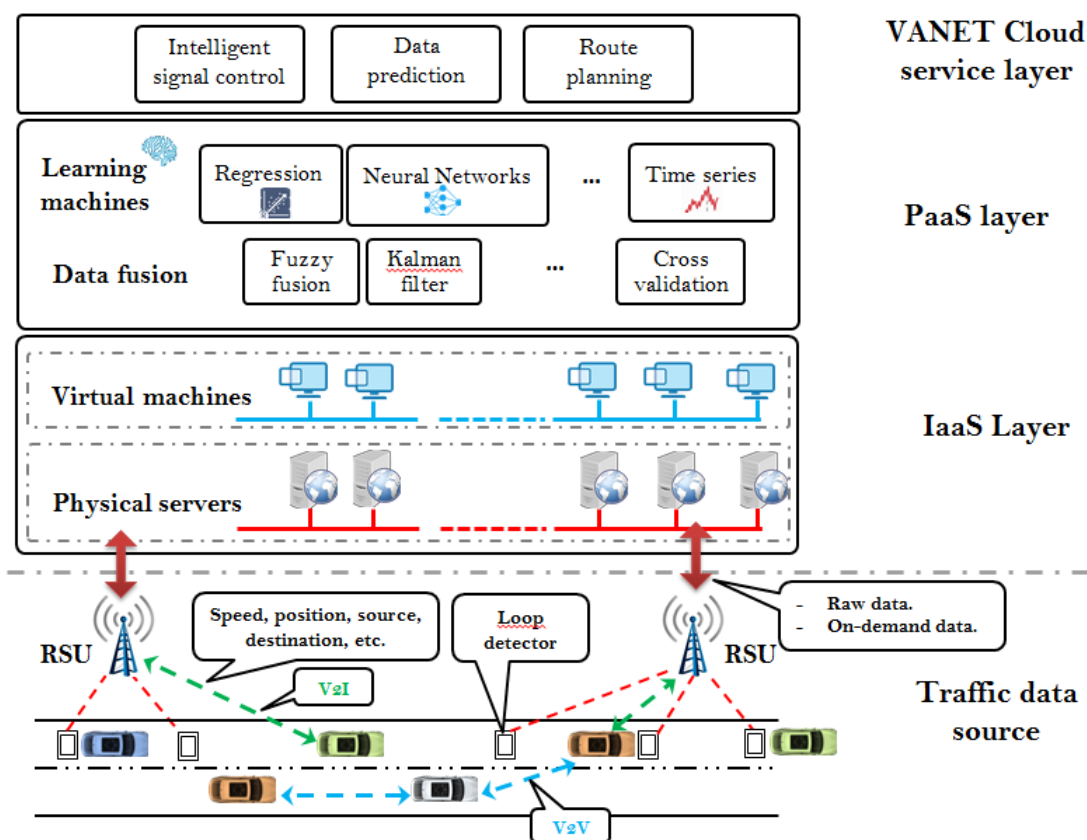 Intelligent
signal control
Data
prediction
Route
planning
VANET Cloud
service layer
Learning
machines
Regression
Neural Networks
...
Time series
PaaS layer
Data fusion
Fuzzy
fusion
Kalman
filter
...
Cross
validation
Virtual machines
IaaS Layer
Physical servers
RSU
Speed, position, source,
destination, etc.
V2I
Loop
detector
RSU
- Raw data.
- On-demand data.
Traffic data
source
V2V